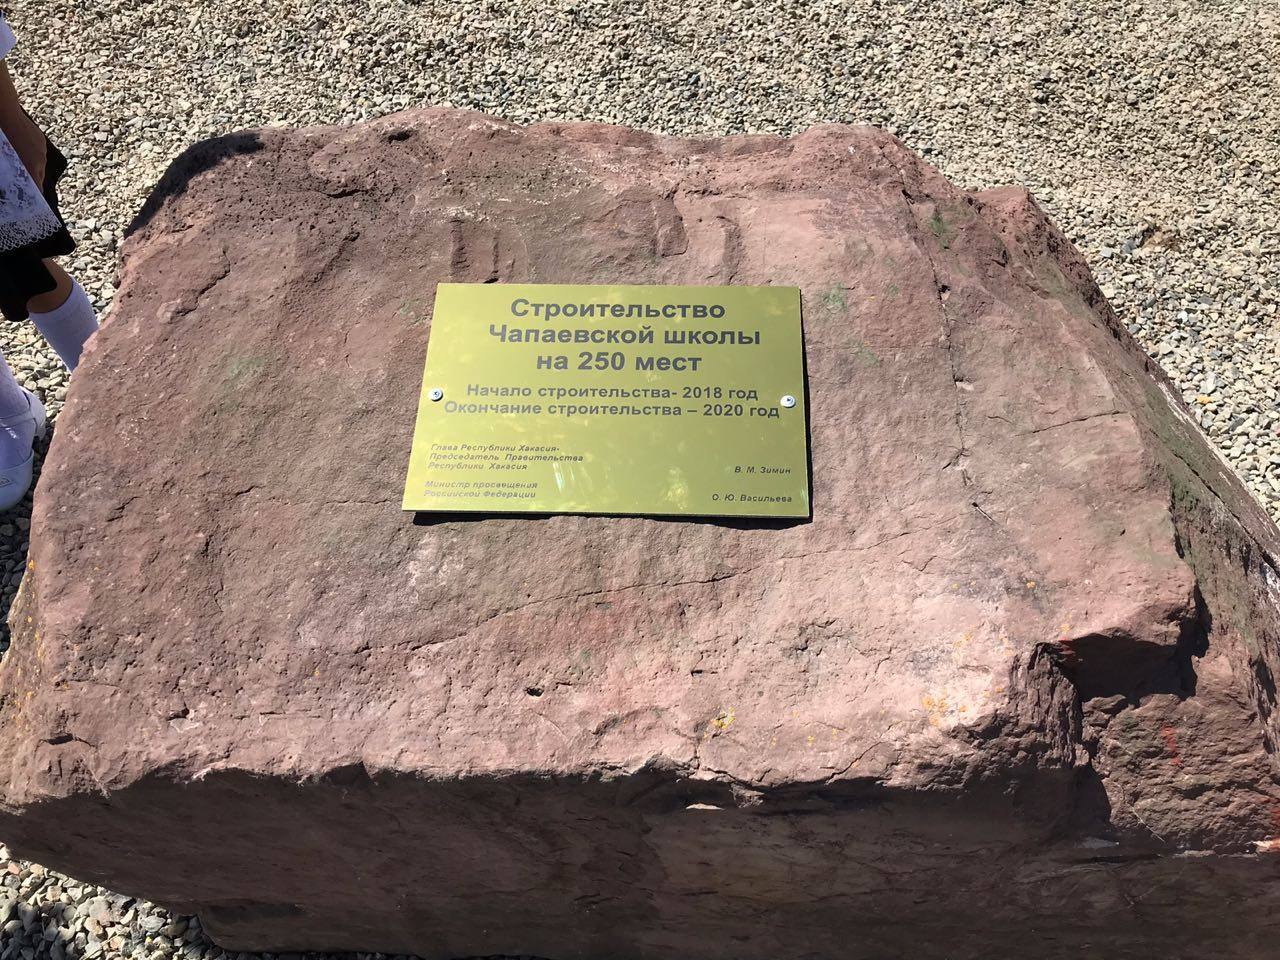 Строительство
Чапаевской школы
на 250 мест
Начало строительства- 2018 год
Окончание строительства – 2020 год
Глава Республики Хакасия-
Председатель Правительства
Республики Хакасия В. М. Зимин
Министр просвещения
Российской Федерации О. Ю. Васильева